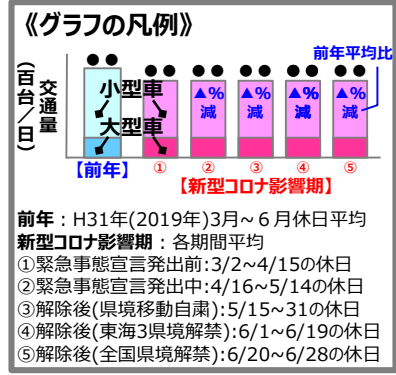 《グラフの凡例》
前年平均比
交通量
(百台/日)
●● ●● ●● ●● ●● ●●
小型車
大型車
▲%
減
▲%
減
▲%
減
▲%
減
【前年】 ① ② ③ ④ ⑤
【新型コロナ影響期】
前年：H31年(2019年)3月~６月休日平均
新型コロナ影響期：各期間平均
①緊急事態宣言発出前:3/2~4/15の休日
②緊急事態宣言発出中:4/16~5/14の休日
③解除後(県境移動自粛):5/15~31の休日
④解除後(東海3県境解禁):6/1~6/19の休日
⑤解除後(全国県境解禁):6/20~6/28の休日